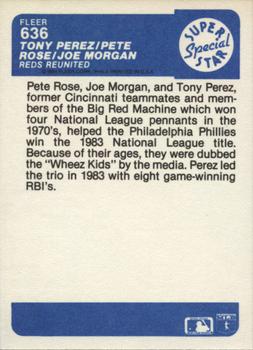 FLEER
636
TONY PEREZ/PETE
ROSE/JOE MORGAN
REDS REUNITED
SUPER
Special
STAR
Pete Rose, Joe Morgan, and Tony Perez,
former Cincinnati teammates and mem-
bers of the Big Red Machine which won
four National League pennants in the
1970's, helped the Philadelphia Phillies
win the 1983 National League title.
Because of their ages, they were dubbed
the "Wheez Kids" by the media. Perez led
the trio in 1983 with eight game-winning
RBI's.